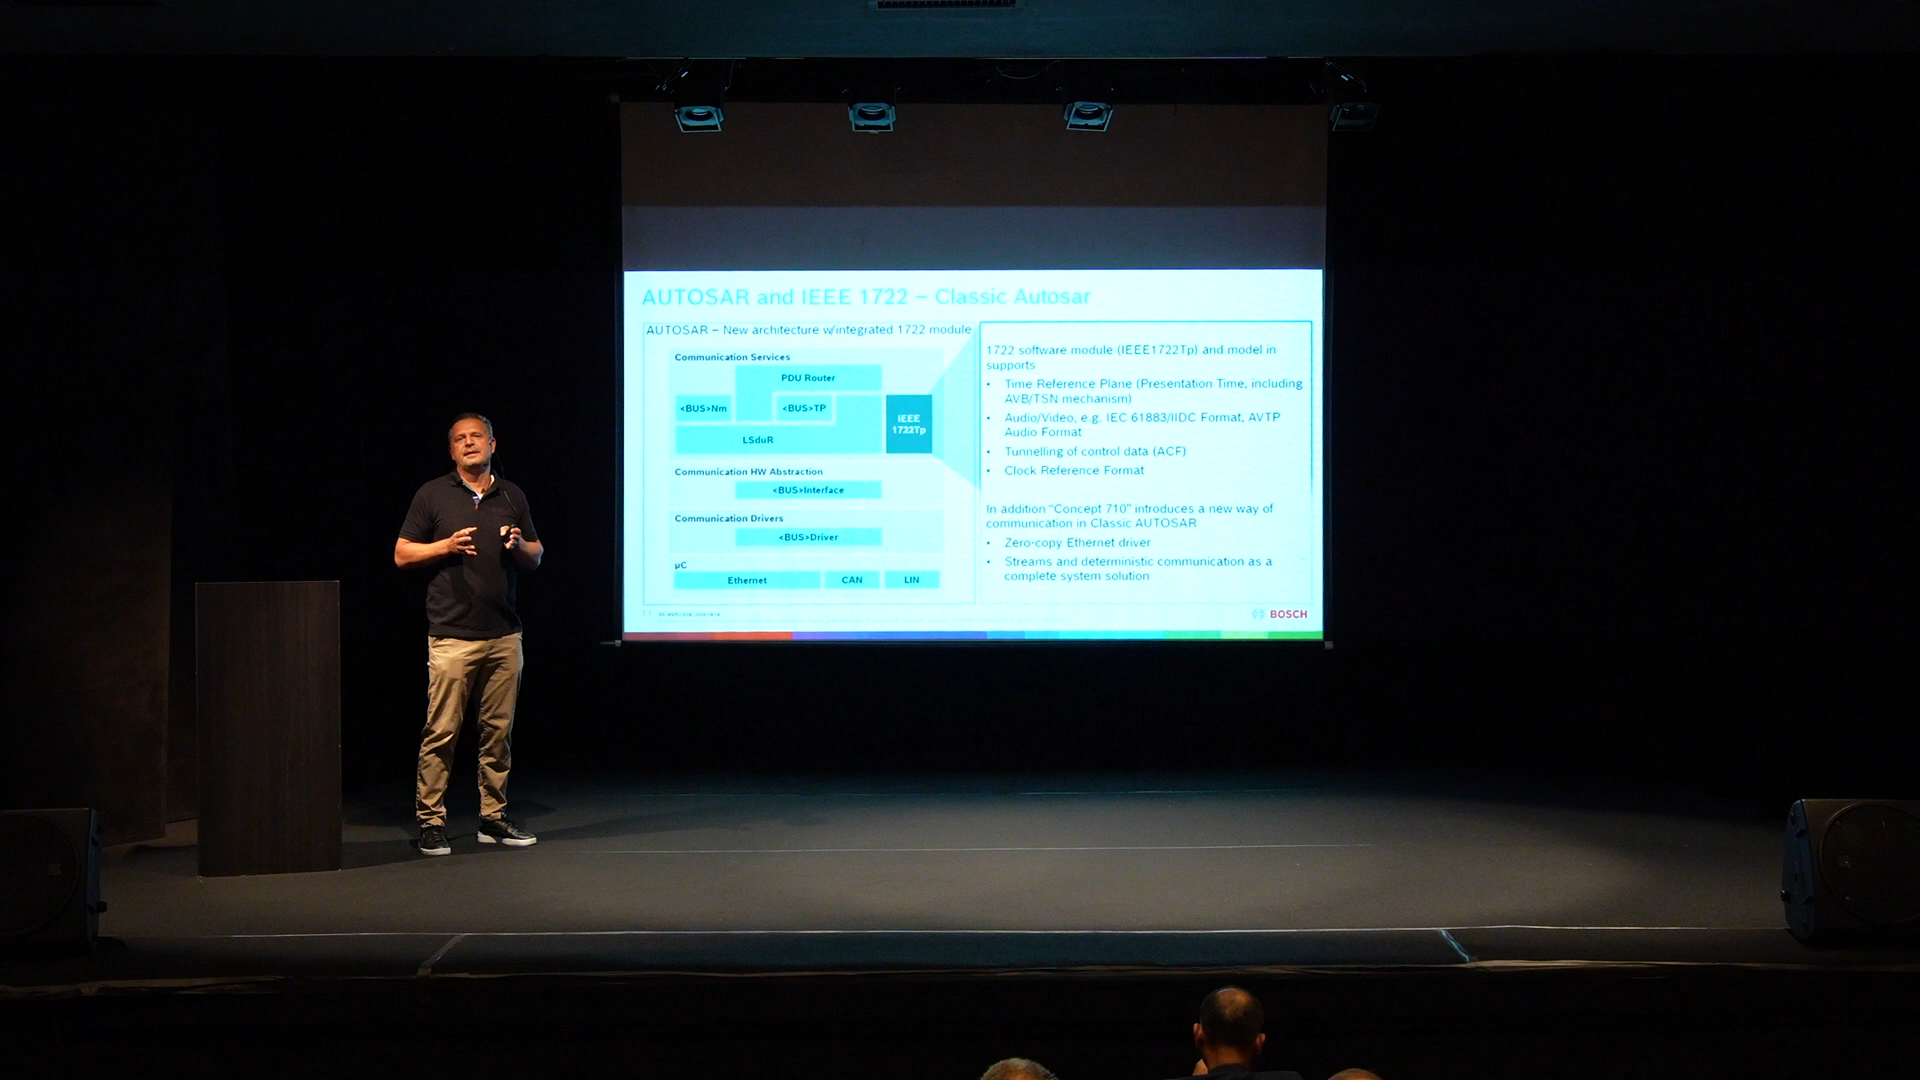 AUTOSAR and IEEE 1722 – Classic Autosar
AUTOSAR – New architecture w/integrated 1722 module
Communication Services
PDU Router
<BUS>Nm
<BUS>TP
LSduR
IEEE
1722Tp
Communication HW Abstraction
<BUS>Interface
Communication Drivers
<BUS>Driver
µC
Ethernet
CAN
LIN
1722 software module (IEEE1722Tp) and model in
supports
• Time Reference Plane (Presentation Time, including
AVB/TSN mechanism)
• Audio/Video, e.g. IEC 61883/IIDC Format, AVTP
Audio Format
• Tunnelling of control data (ACF)
• Clock Reference Format
In addition "Concept 710" introduces a new way of
communication in Classic AUTOSAR
• Zero-copy Ethernet driver
• Streams and deterministic communication as a
complete system solution
BOSCH